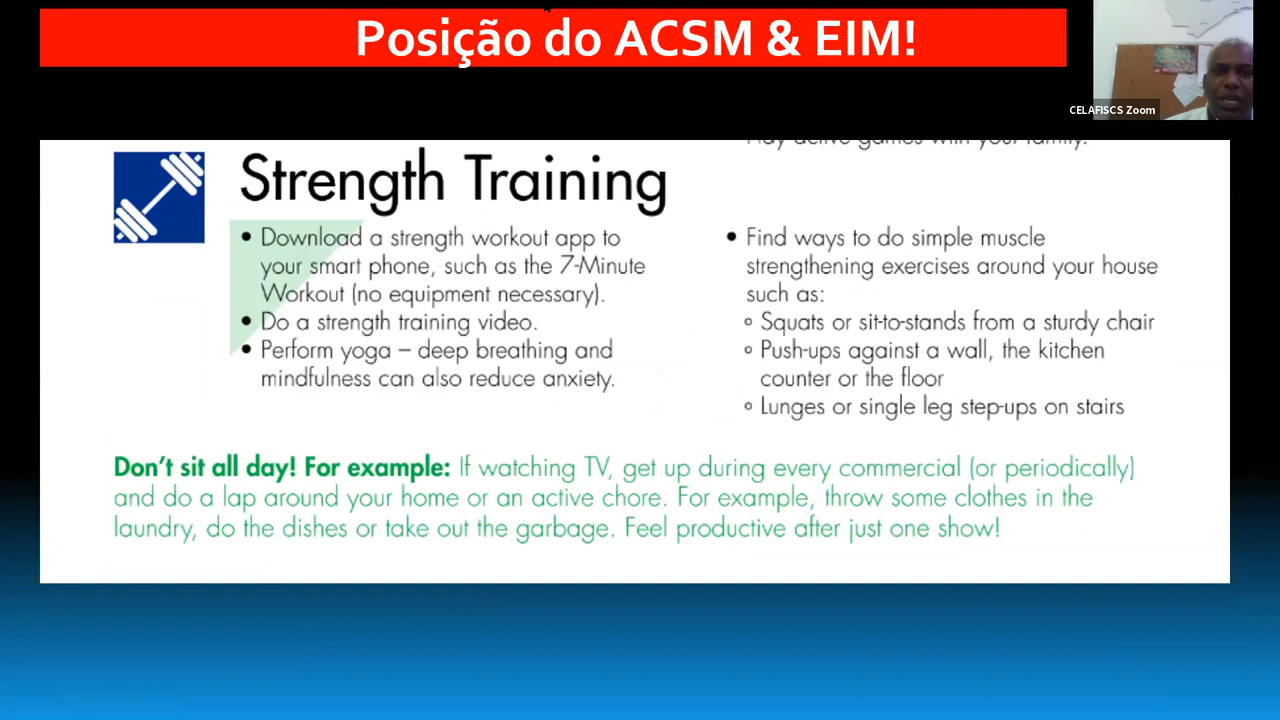 Posição do ACSM & EIM!
CELAFISCS Zoom
Play active games with your family.
Strength Training
• Download a strength workout app to
your smart phone, such as the 7-Minute
Workout (no equipment necessary).
• Do a strength training video.
• Perform yoga – deep breathing and
mindfulness can also reduce anxiety.
• Find ways to do simple muscle
strengthening exercises around your house
such as:
° Squats or sit-to-stands from a sturdy chair
° Push-ups against a wall, the kitchen
counter or the floor
° Lunges or single leg step-ups on stairs
Don't sit all day! For example: If watching TV, get up during every commercial (or periodically)
and do a lap around your home or an active chore. For example, throw some clothes in the
laundry, do the dishes or take out the garbage. Feel productive after just one show!